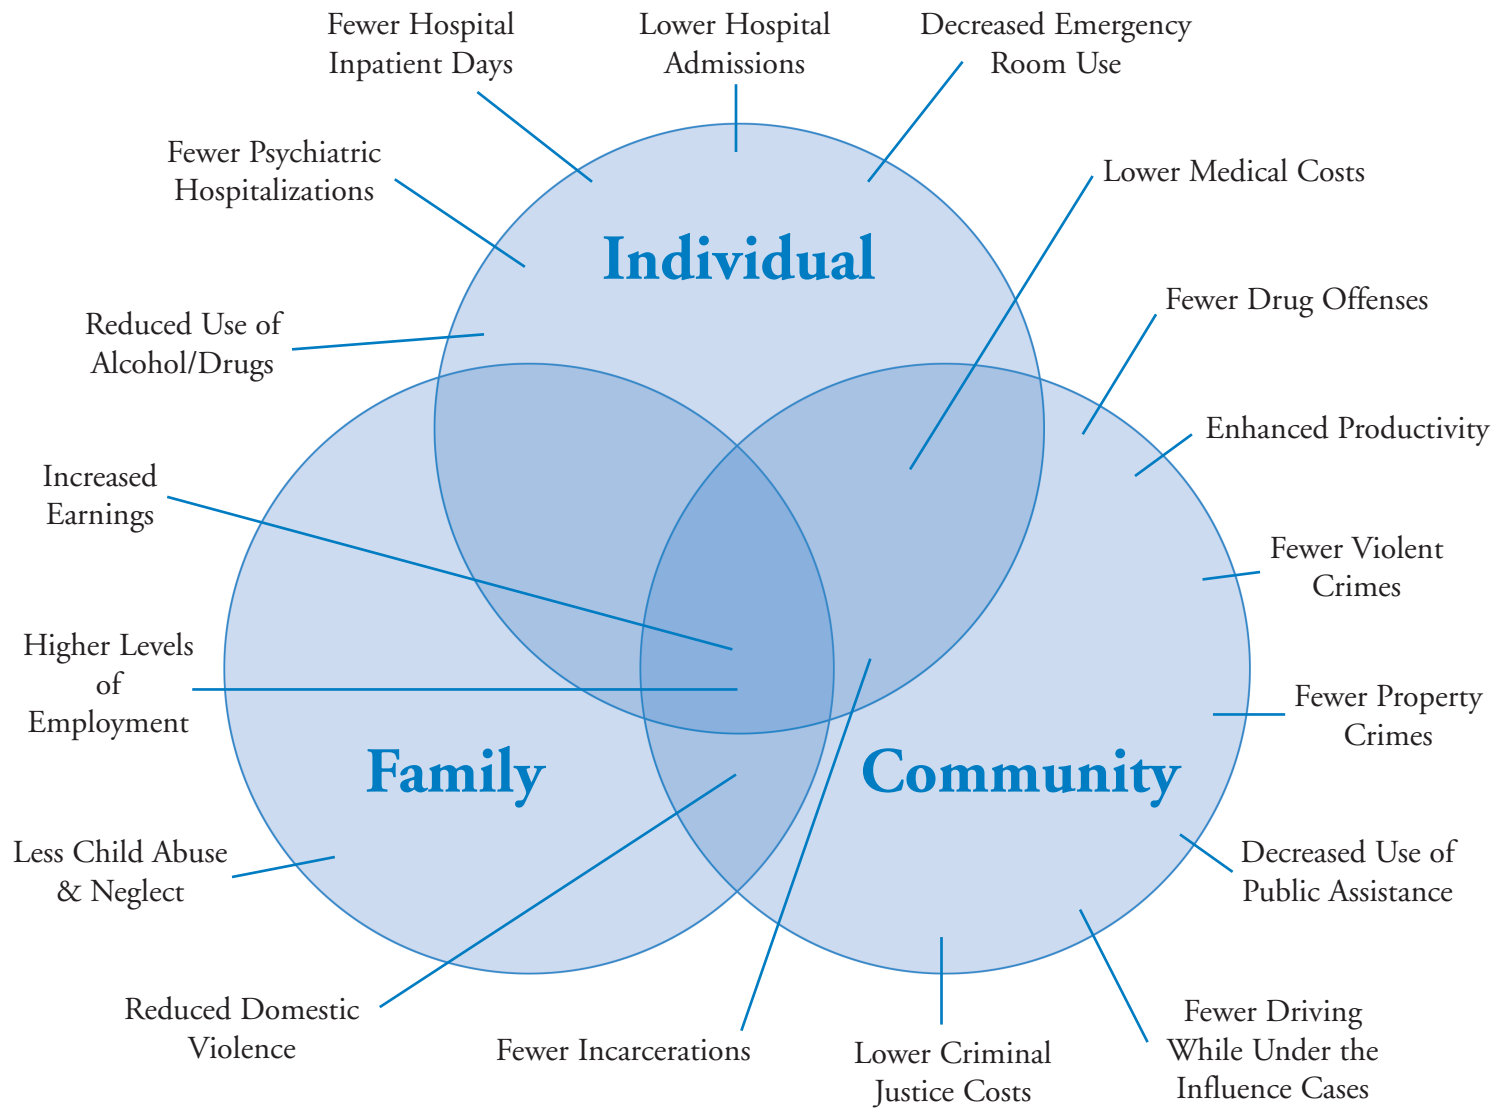 Fewer Hospital
Inpatient Days
Lower Hospital
Admissions
Decreased Emergency
Room Use
Fewer Psychiatric
Hospitalizations
Lower Medical Costs
Individual
Reduced Use of
Alcohol/Drugs
Fewer Drug Offenses
Enhanced Productivity
Increased
Earnings
Fewer Violent
Crimes
Higher Levels
of
Employment
Fewer Property
Crimes
Family
Community
Less Child Abuse
& Neglect
Decreased Use of
Public Assistance
Reduced Domestic
Violence
Fewer Incarcerations
Lower Criminal
Justice Costs
Fewer Driving
While Under the
Influence Cases